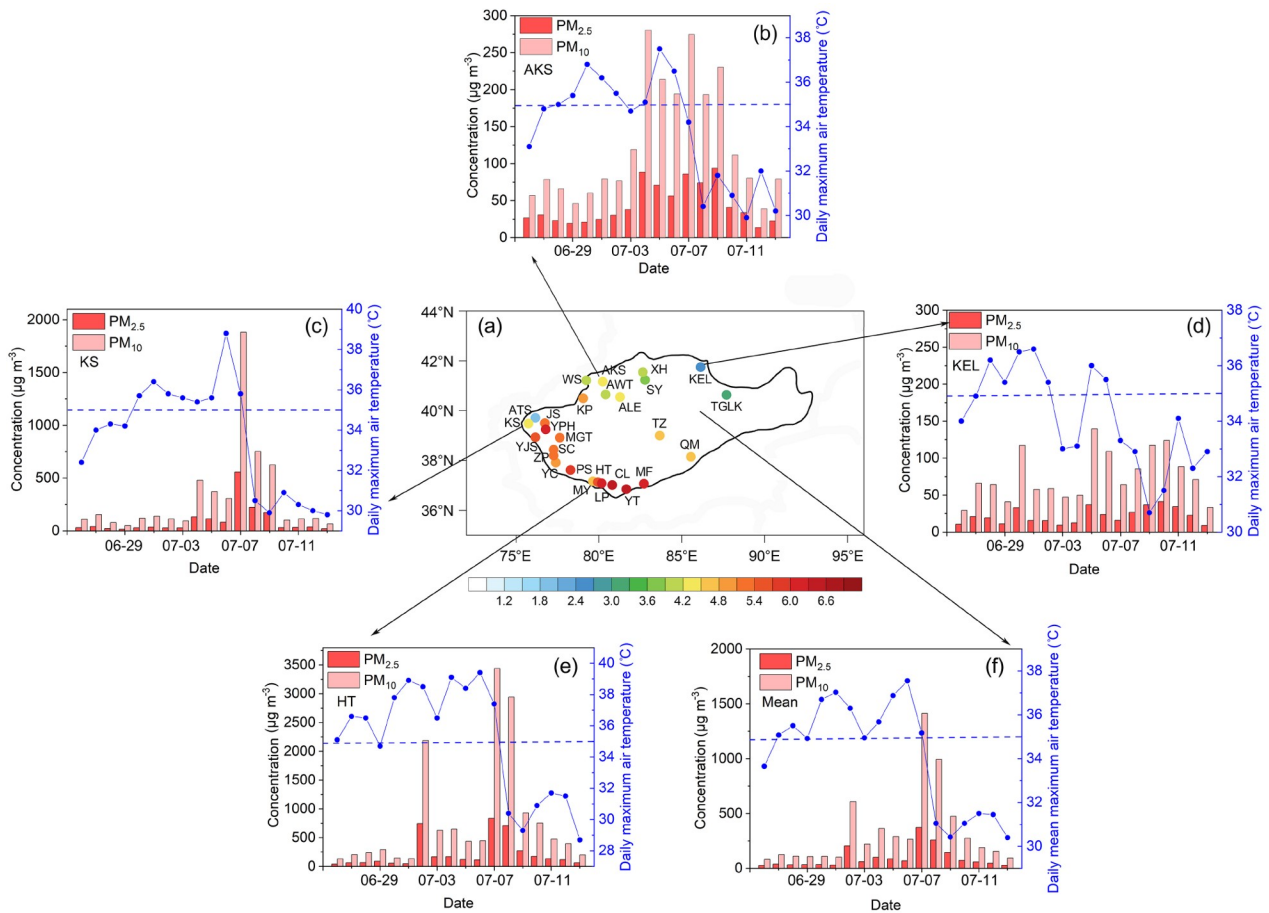 (b)
PM2.5
PM10
AKS
Concentration (μg m-3)
300
250
200
150
100
50
0
38
36
34
32
30
Daily maximum air temperature (℃)
06-29 07-03 07-07 07-11
Date
(c)
PM2.5
PM10
KS
Concentration (μg m-3)
2000
1500
1000
500
0
40
38
36
34
32
30
Daily maximum air temperature (℃)
06-29 07-03 07-07 07-11
Date
(a)
44°N
42°N
40°N
38°N
36°N
75°E 80°E 85°E 90°E 95°E
WS
AKS
AWT
XH
SY
KEL
KP
ALE
TGLK
ATS
KS
JS
YPH
MGT
TZ
YJS
SC
ZP
YC
QM
PS
HT
CL
MF
MY
LP
YT
1.2 1.8 2.4 3.0 3.6 4.2 4.8 5.4 6.0 6.6
(d)
PM2.5
PM10
KEL
Concentration (μg m-3)
300
250
200
150
100
50
0
38
36
34
32
30
Daily maximum air temperature (℃)
06-29 07-03 07-07 07-11
Date
(e)
PM2.5
PM10
HT
Concentration (μg m-3)
3500
3000
2500
2000
1500
1000
500
0
40
38
36
34
32
30
28
Daily maximum air temperature (℃)
06-29 07-03 07-07 07-11
Date
(f)
PM2.5
PM10
Mean
Concentration (μg m-3)
2000
1500
1000
500
0
38
36
34
32
30
Daily mean maximum air temperature (℃)
06-29 07-03 07-07 07-11
Date